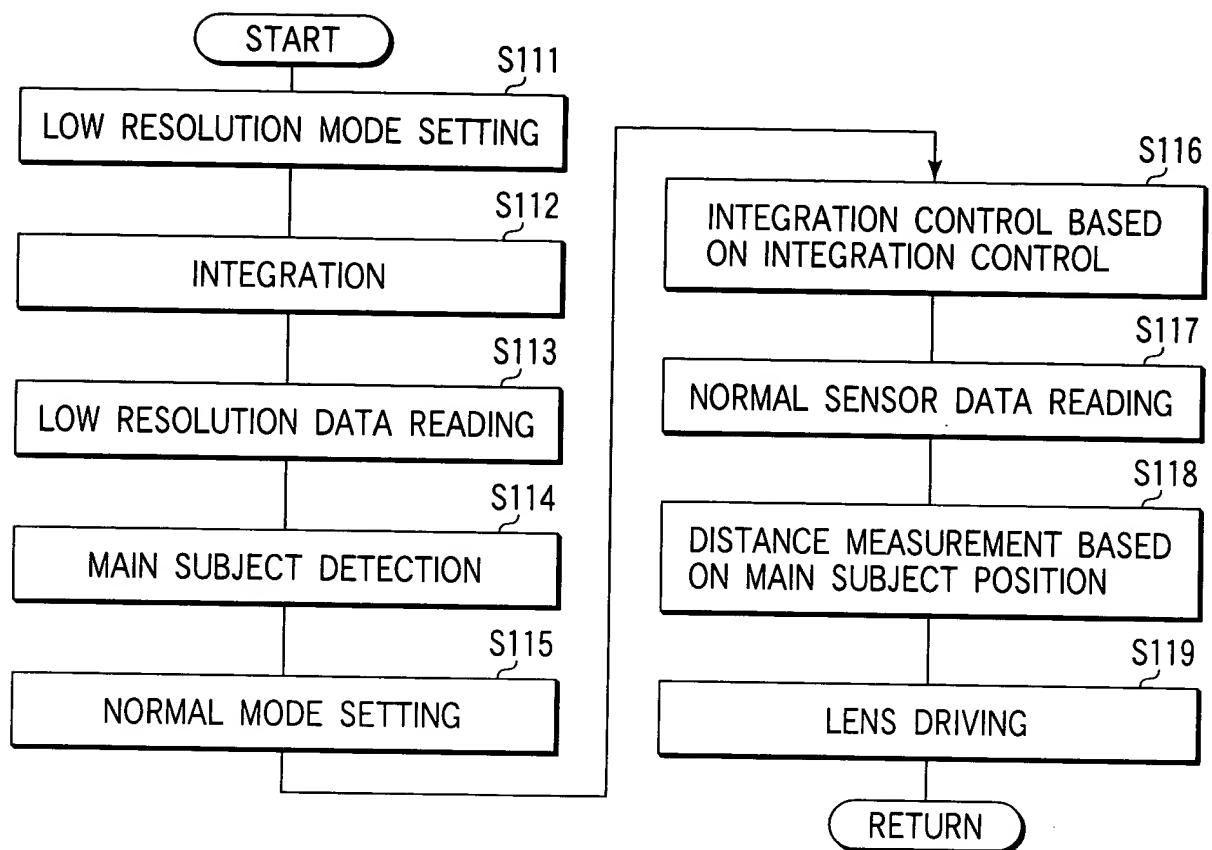 START
S111
LOW RESOLUTION MODE SETTING
S112
INTEGRATION
S113
LOW RESOLUTION DATA READING
S114
MAIN SUBJECT DETECTION
S115
NORMAL MODE SETTING
S116
INTEGRATION CONTROL BASED
ON INTEGRATION CONTROL
S117
NORMAL SENSOR DATA READING
S118
DISTANCE MEASUREMENT BASED
ON MAIN SUBJECT POSITION
S119
LENS DRIVING
RETURN